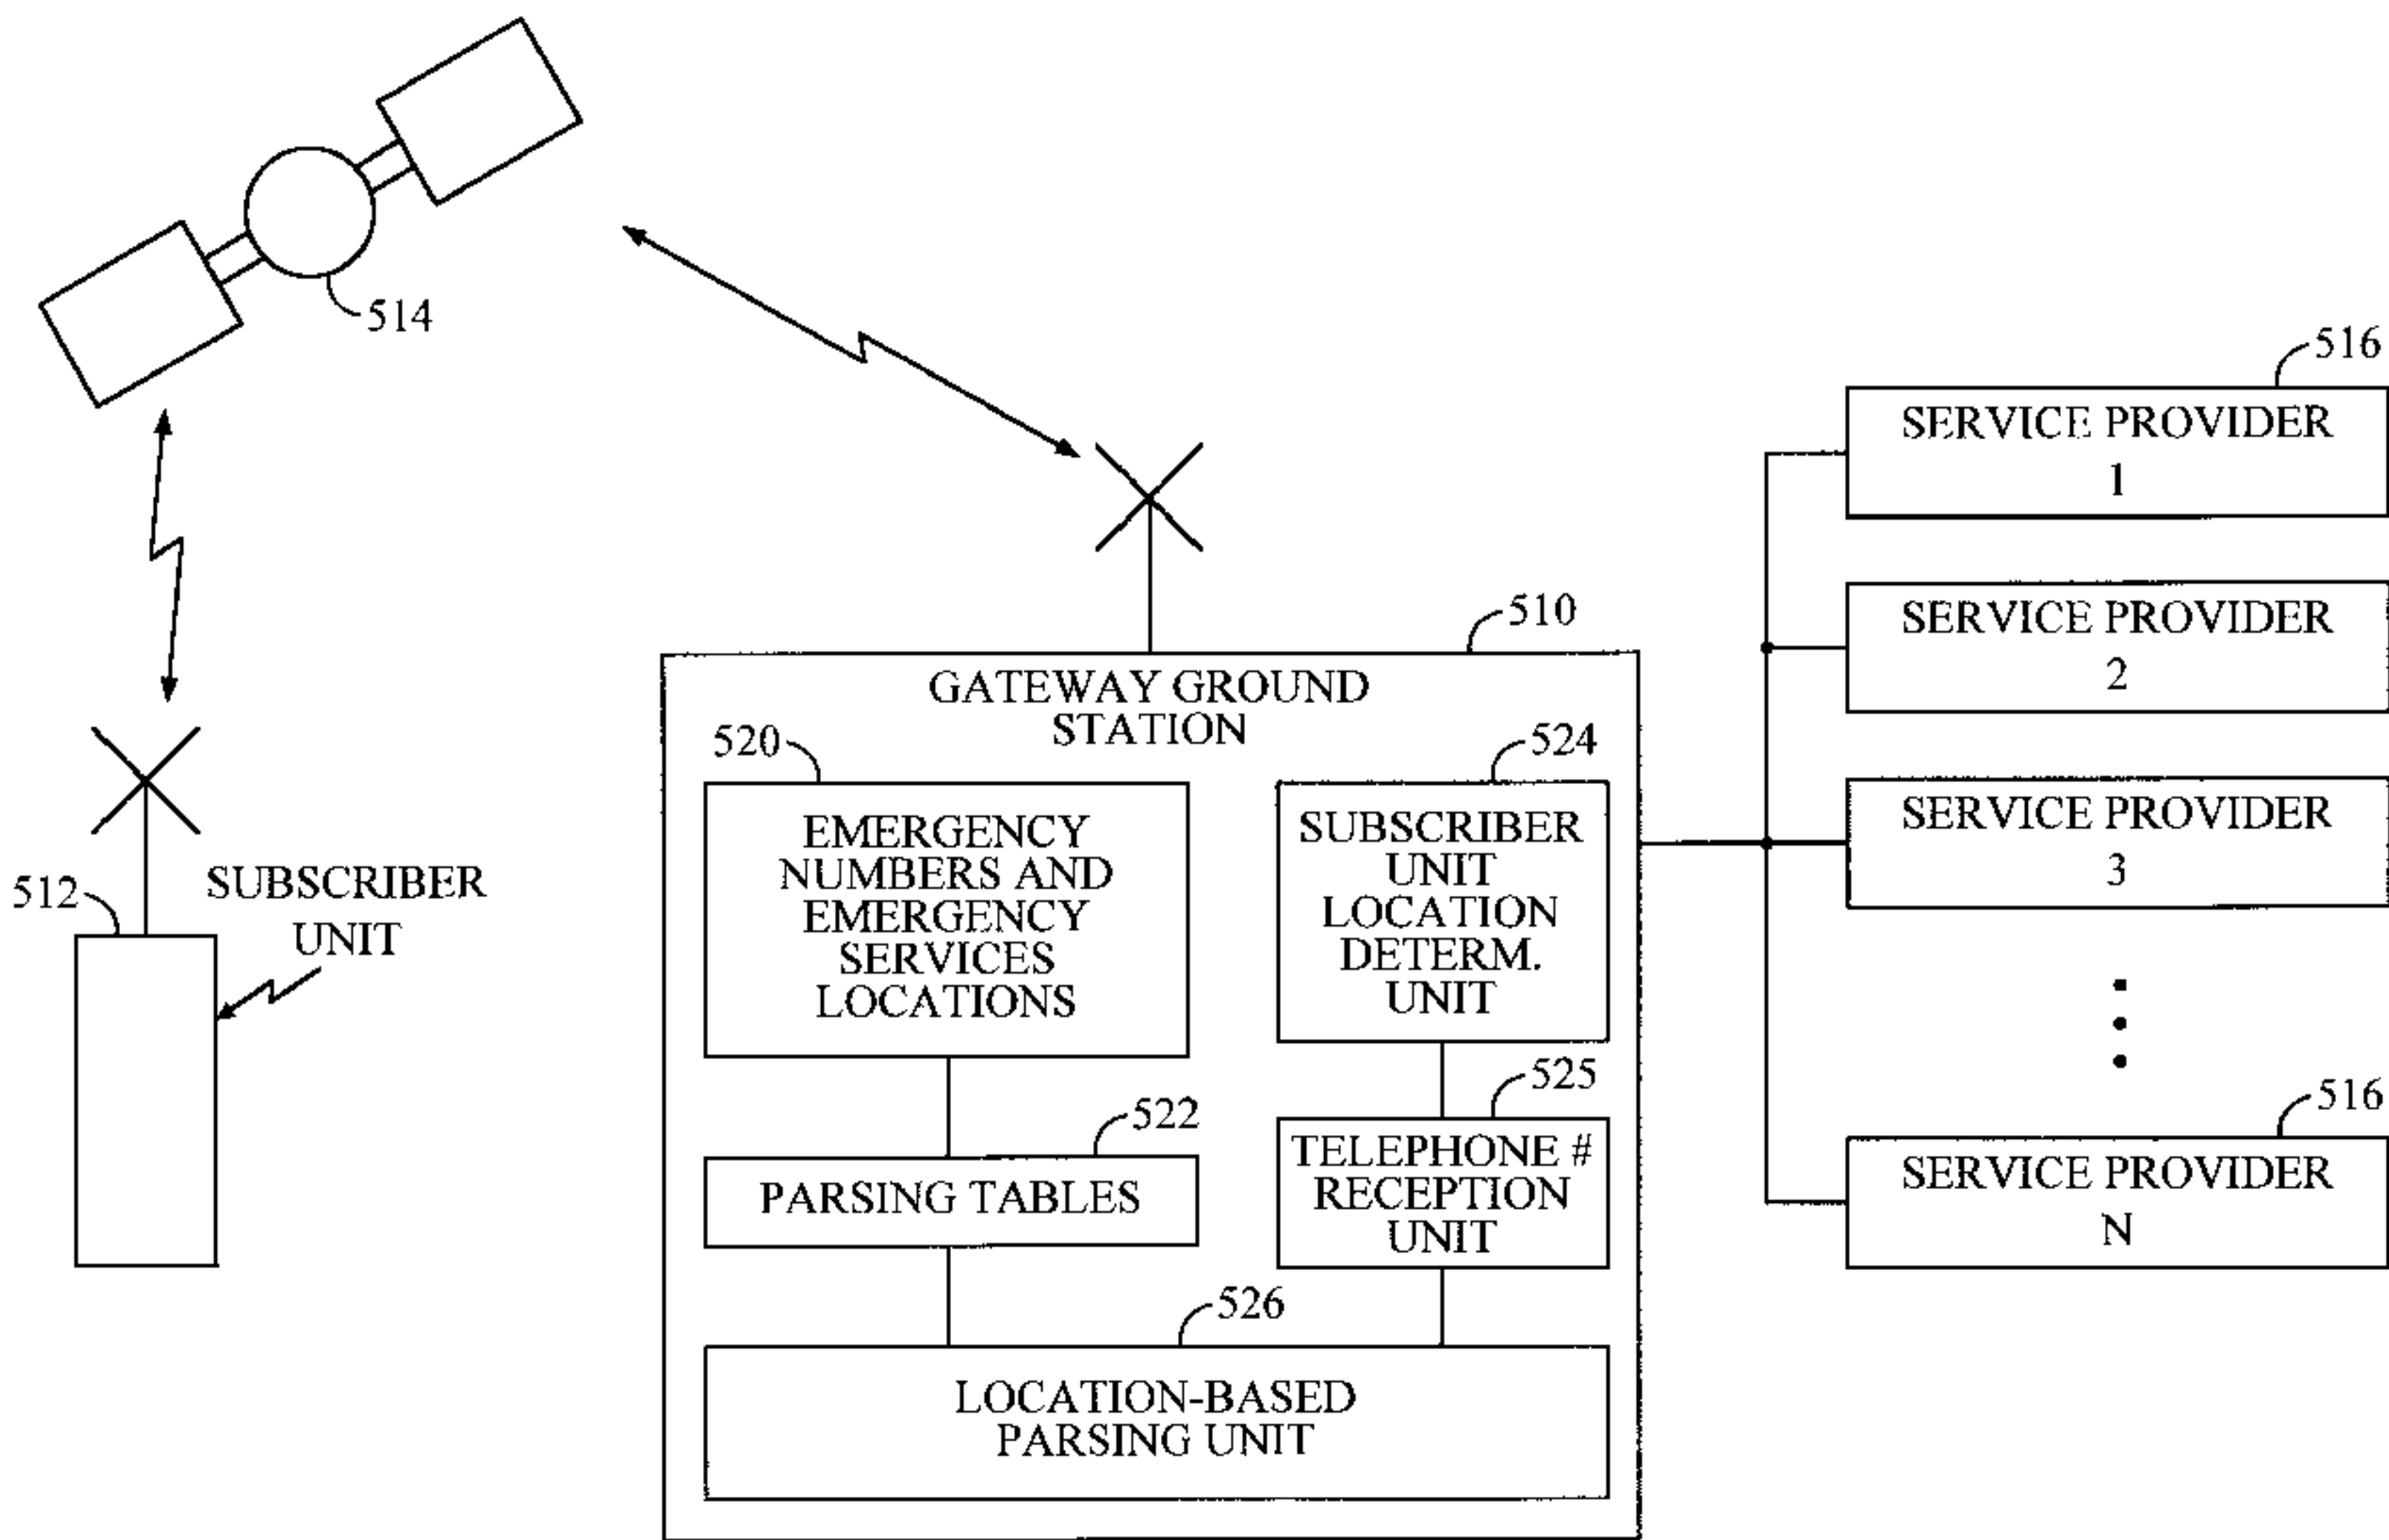 514
512
SUBSCRIBER
UNIT
510
GATEWAY GROUND
STATION
520
EMERGENCY
NUMBERS AND
EMERGENCY
SERVICES
LOCATIONS
522
PARSING TABLES
524
SUBSCRIBER
UNIT
LOCATION
DETERM.
UNIT
525
TELEPHONE #
RECEPTION
UNIT
526
LOCATION-BASED
PARSING UNIT
516
SERVICE PROVIDER
1
SERVICE PROVIDER
2
SERVICE PROVIDER
3
516
SERVICE PROVIDER
N